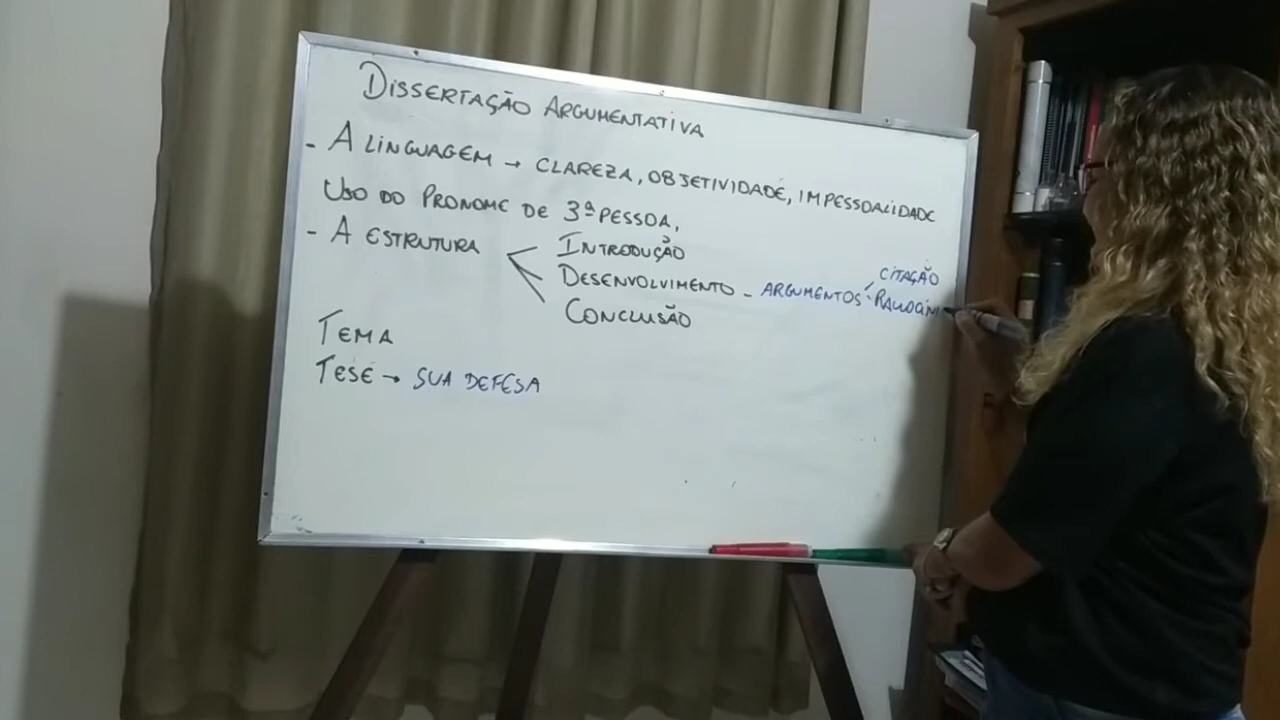 DISSERTAÇÃO ARGUMENTATIVA
- A LINGUAGEM → CLAREZA, OBJETIVIDADE, IMPESSOALIDADE
USO DO PRONOME DE 3ª PESSOA,
- A ESTRUTURA
INTRODUÇÃO
CITAÇÃO
DESENVOLVIMENTO - ARGUMENTOS
CONCLUSÃO
TEMA
TESE → SUA DEFESA